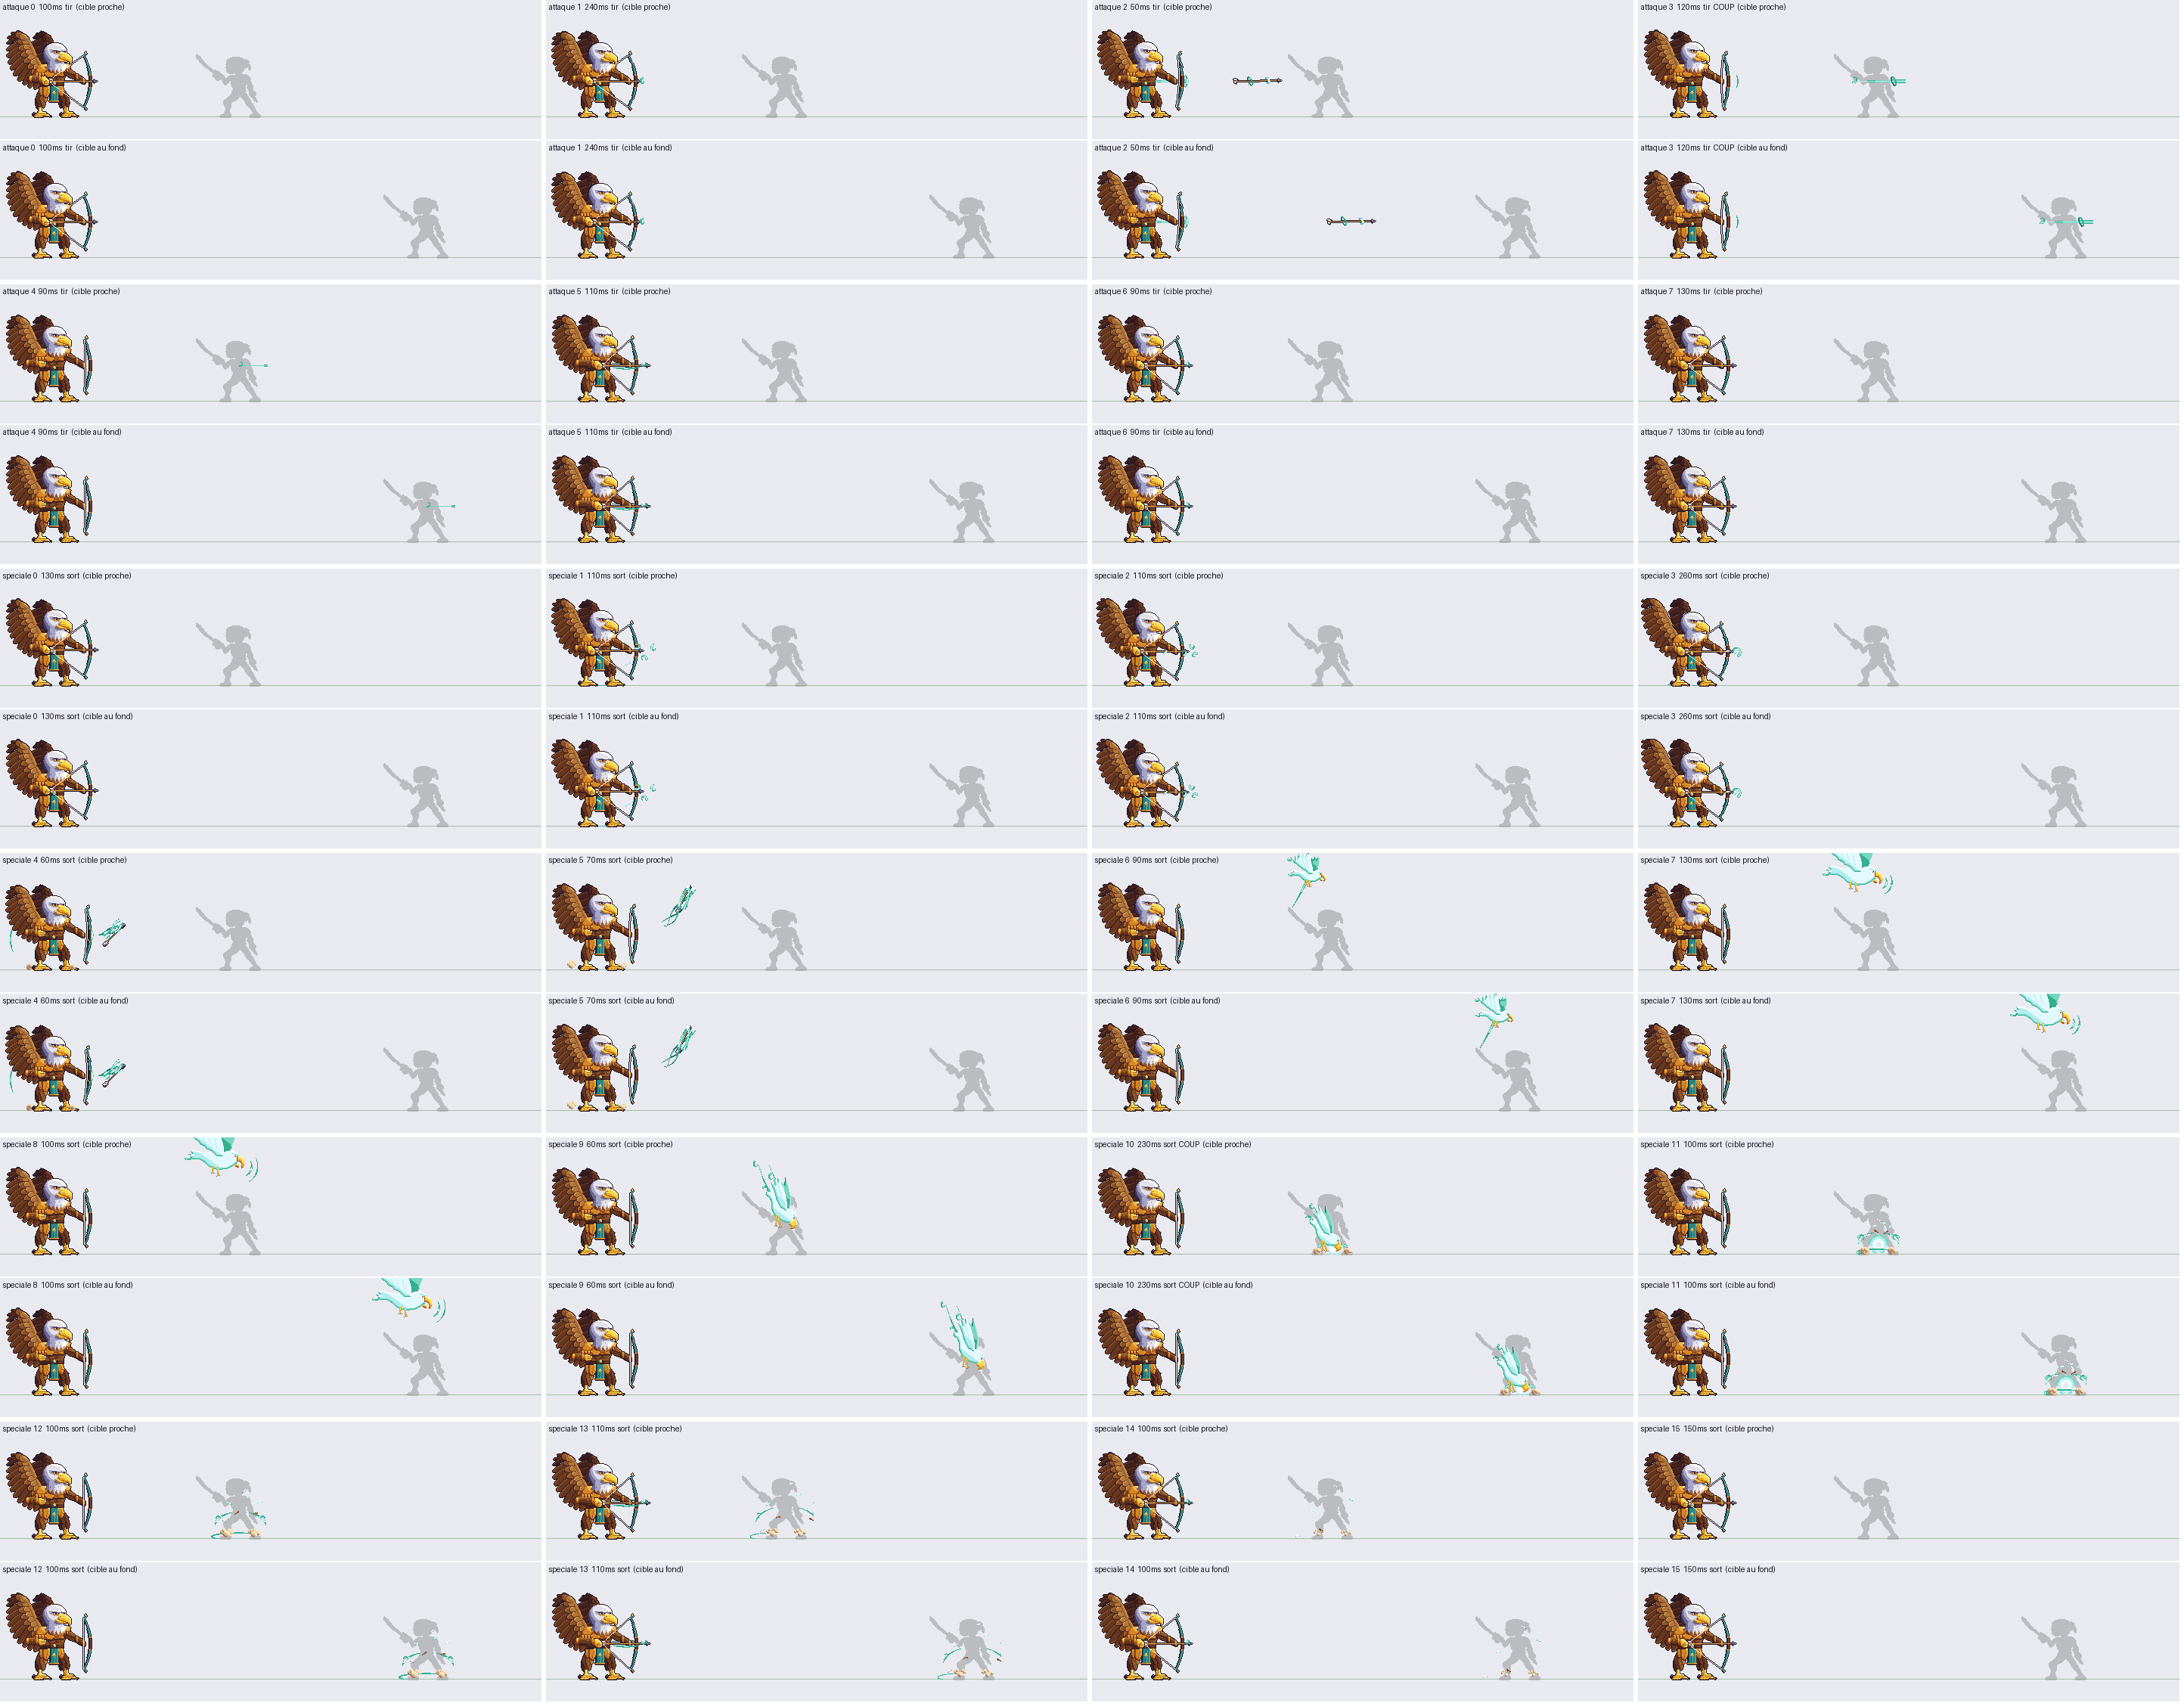 attaque 0 100ms tir (cible proche)
attaque 1 240ms tir (cible proche)
attaque 2 50ms tir (cible proche)
attaque 3 120ms tir COUP (cible proche)
attaque 0 100ms tir (cible au fond)
attaque 1 240ms tir (cible au fond)
attaque 2 50ms tir (cible au fond)
attaque 3 120ms tir COUP (cible au fond)
attaque 4 90ms tir (cible proche)
attaque 5 110ms tir (cible proche)
attaque 6 90ms tir (cible proche)
attaque 7 130ms tir (cible proche)
attaque 4 90ms tir (cible au fond)
attaque 5 110ms tir (cible au fond)
attaque 6 90ms tir (cible au fond)
attaque 7 130ms tir (cible au fond)
speciale 0 130ms sort (cible proche)
speciale 1 110ms sort (cible proche)
speciale 2 110ms sort (cible proche)
speciale 3 260ms sort (cible proche)
speciale 0 130ms sort (cible au fond)
speciale 1 110ms sort (cible au fond)
speciale 2 110ms sort (cible au fond)
speciale 3 260ms sort (cible au fond)
speciale 4 60ms sort (cible proche)
speciale 5 70ms sort (cible proche)
speciale 6 90ms sort (cible proche)
speciale 7 130ms sort (cible proche)
speciale 4 60ms sort (cible au fond)
speciale 5 70ms sort (cible au fond)
speciale 6 90ms sort (cible au fond)
speciale 7 130ms sort (cible au fond)
speciale 8 100ms sort (cible proche)
speciale 9 60ms sort (cible proche)
speciale 10 230ms sort COUP (cible proche)
speciale 11 100ms sort (cible proche)
speciale 8 100ms sort (cible au fond)
speciale 9 60ms sort (cible au fond)
speciale 10 230ms sort COUP (cible au fond)
speciale 11 100ms sort (cible au fond)
speciale 12 100ms sort (cible proche)
speciale 13 110ms sort (cible proche)
speciale 14 100ms sort (cible proche)
speciale 15 150ms sort (cible proche)
speciale 12 100ms sort (cible au fond)
speciale 13 110ms sort (cible au fond)
speciale 14 100ms sort (cible au fond)
speciale 15 150ms sort (cible au fond)